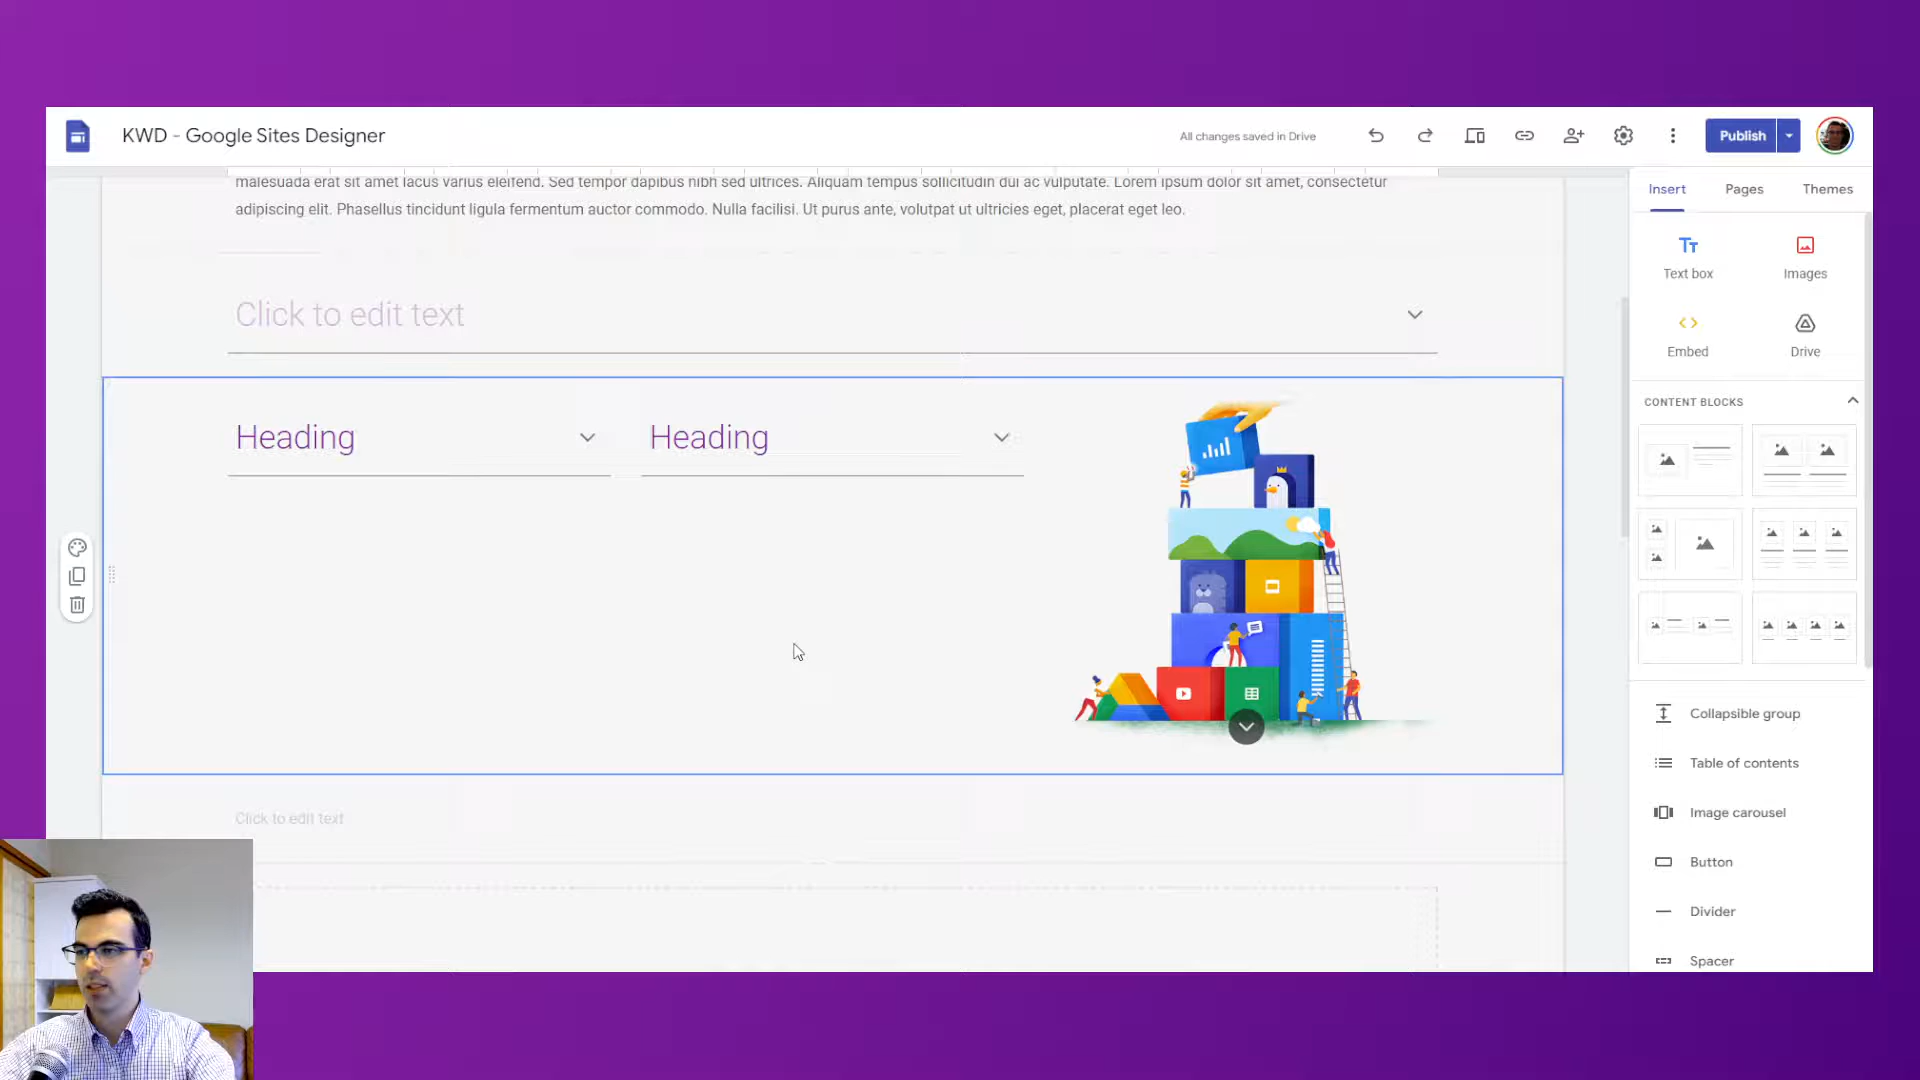 KWD - Google Sites Designer
All changes saved in Drive
Publish
malesuada erat sit amet lacus varius eleifend. Sed tempor dapibus nibh sed ultrices. Aliquam tempus sollicitudin dui ac vulputate. Lorem ipsum dolor sit amet, consectetur
adipiscing elit. Phasellus tincidunt ligula fermentum auctor commodo. Nulla facilisi. Ut purus ante, volutpat ut ultricies eget, placerat eget leo.
Click to edit text
Heading
Heading
Click to edit text
Insert
Pages
Themes
Text box
Images
Embed
Drive
CONTENT BLOCKS
Collapsible group
Table of contents
Image carousel
Button
Divider
Spacer